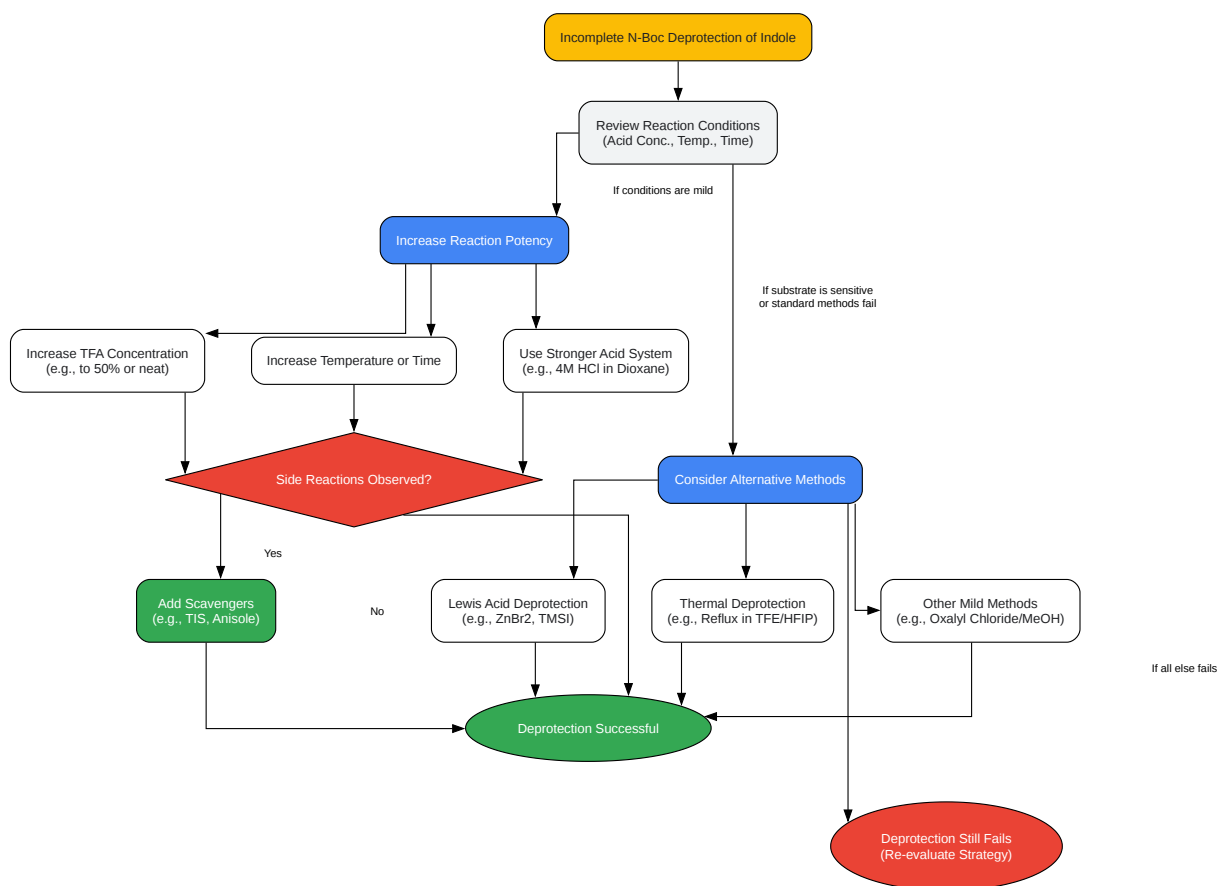 Incomplete N-Boc Deprotection of Indole
Review Reaction Conditions
(Acid Conc., Temp., Time)
If conditions are mild
Increase Reaction Potency
If substrate is sensitive
or standard methods fail
Increase TFA Concentration
(e.g., to 50% or neat)
Increase Temperature or Time
Use Stronger Acid System
(e.g., 4M HCl in Dioxane)
Side Reactions Observed?
Consider Alternative Methods
Yes
No
Add Scavengers
(e.g., TIS, Anisole)
Lewis Acid Deprotection
(e.g., ZnBr2, TMSI)
Thermal Deprotection
(e.g., Reflux in TFE/HFIP)
Other Mild Methods
(e.g., Oxalyl Chloride/MeOH)
If all else fails
Deprotection Successful
Deprotection Still Fails
(Re-evaluate Strategy)